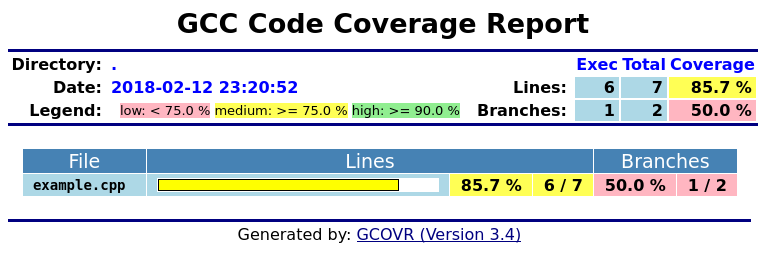 GCC Code Coverage Report
Directory: . Exec Total Coverage
Date: 2018-02-12 23:20:52 Lines: 6 7 85.7 %
Legend: low: < 75.0 % medium: >= 75.0 % high: >= 90.0 % Branches: 1 2 50.0 %
File Lines Branches
example.cpp 85.7 % 6 / 7 50.0 % 1 / 2
Generated by: GCOVR (Version 3.4)